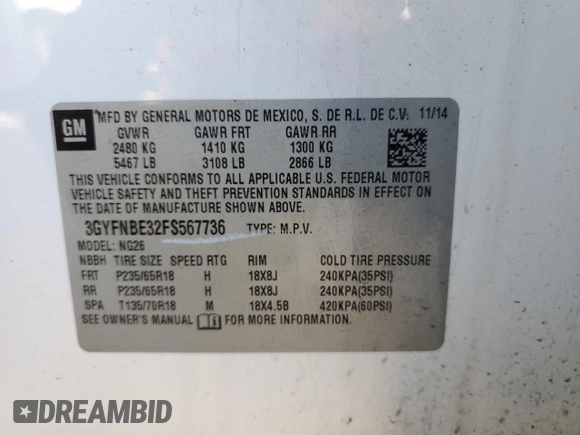 GM
MFD BY GENERAL MOTORS DE MEXICO, S. DE R.L. DE C.V. 11/14
GVWR GAWR FRT GAWR RR
2480 KG 1410 KG 1300 KG
5467 LB 3108 LB 2866 LB
THIS VEHICLE CONFORMS TO ALL APPLICABLE U.S. FEDERAL MOTOR
VEHICLE SAFETY AND THEFT PREVENTION STANDARDS IN EFFECT ON
THE DATE OF MANUFACTURE SHOWN ABOVE.
3GYFNBE32FS567736 TYPE: M.P.V.
MODEL: NG26
NBBH TIRE SIZE SPEED RTG RIM COLD TIRE PRESSURE
FRT P235/65R18 H 18X8J 240KPA(35PSI)
RR P235/65R18 H 18X8J 240KPA(35PSI)
SPA T135/70R18 M 18X4.5B 420KPA(60PSI)
SEE OWNER'S MANUAL FOR MORE INFORMATION.
DREAMBID